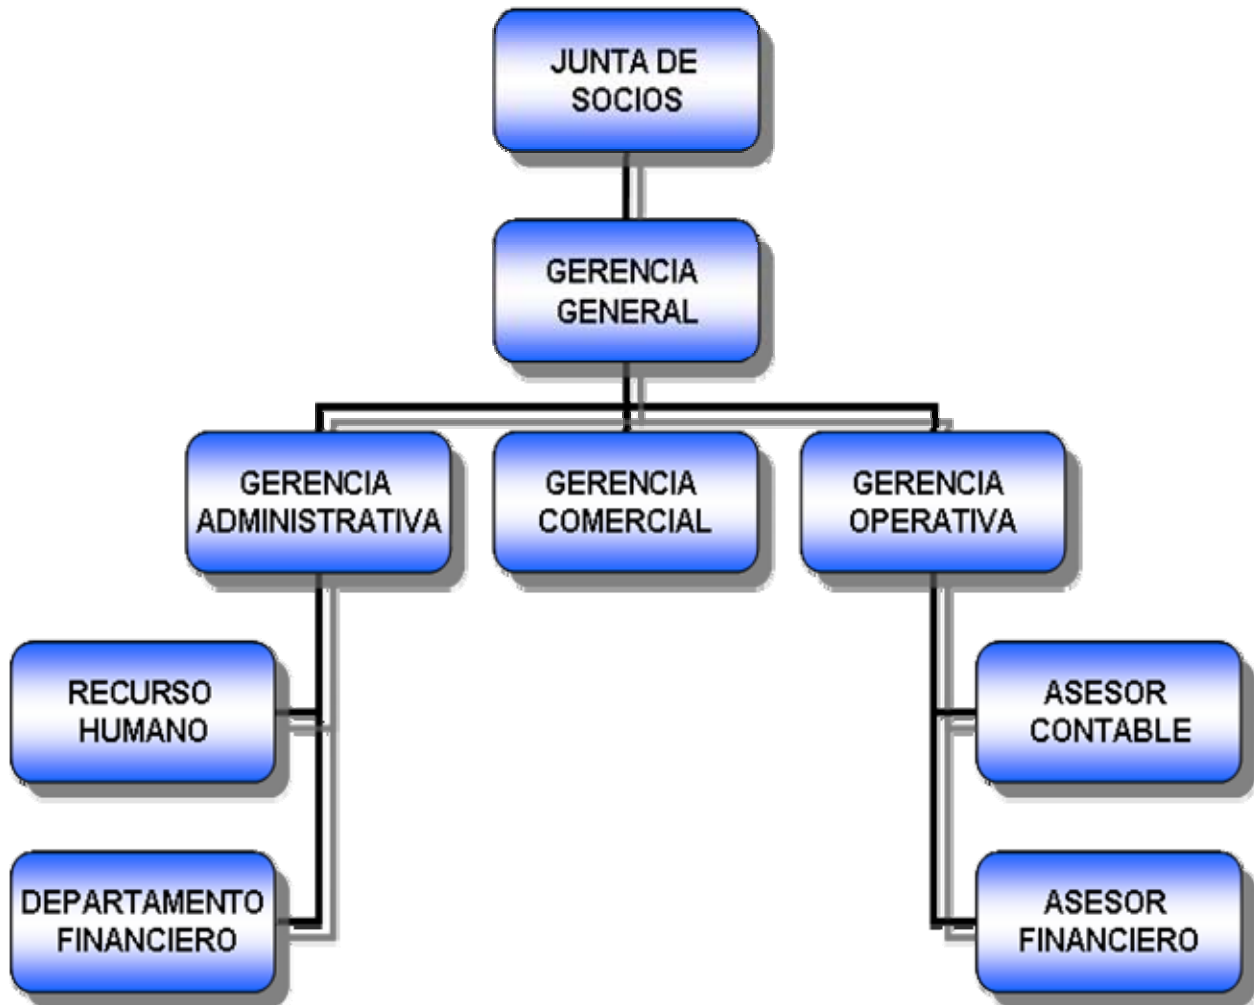 JUNTA DE
SOCIOS
GERENCIA
GENERAL
GERENCIA
ADMINISTRATIVA
GERENCIA
COMERCIAL
GERENCIA
OPERATIVA
RECURSO
HUMANO
ASESOR
CONTABLE
DEPARTAMENTO
FINANCIERO
ASESOR
FINANCIERO